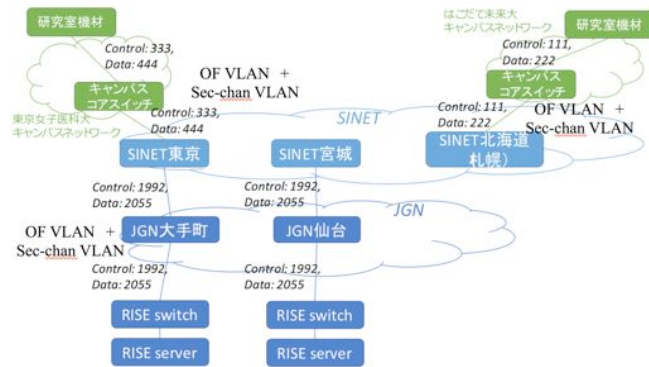 研究室機材
Control: 333,
Data: 444
キャンパス
コアスイッチ
東京女子医科大
キャンパスネットワーク
Control: 333,
Data: 444
OF VLAN +
Sec-chan VLAN
はこだて未来大
キャンパスネットワーク
研究室機材
Control: 111,
Data: 222
キャンパス
コアスイッチ
Control: 111,
Data: 222
OF VLAN +
Sec-chan VLAN
SINET
SINET東京
SINET宮城
SINET北海道
札幌）
Control: 1992,
Data: 2055
Control: 1992,
Data: 2055
JGN
OF VLAN +
Sec-chan VLAN
JGN大手町
JGN仙台
Control: 1992,
Data: 2055
Control: 1992,
Data: 2055
RISE switch
RISE switch
RISE server
RISE server